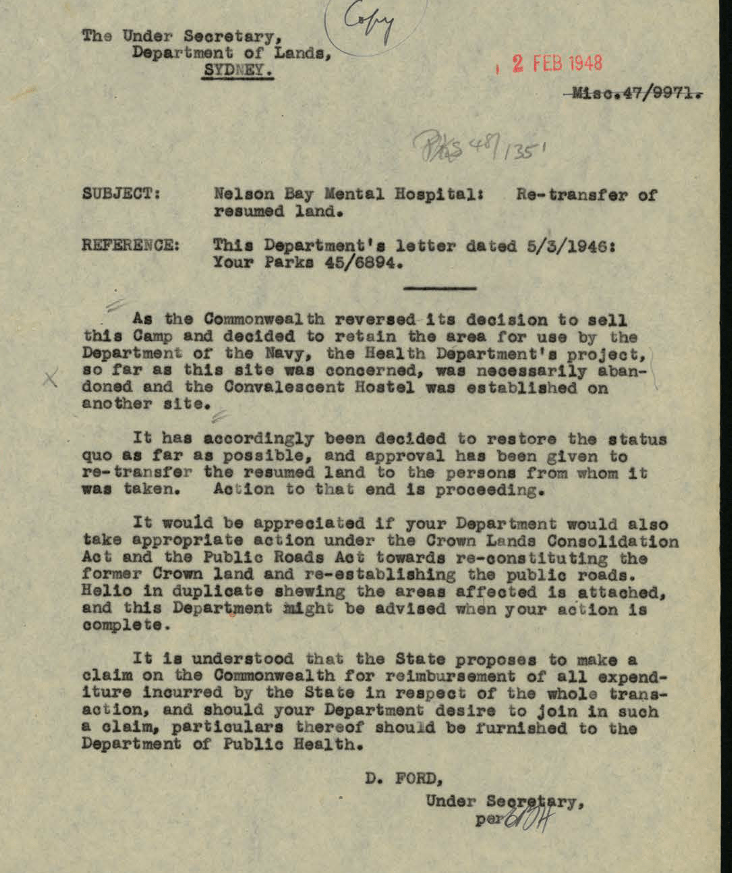 Copy
The Under Secretary,
Department of Lands,
SYDNEY.
2 FEB 1948
Misc.47/9971.
Pks 48/135'
SUBJECT: Nelson Bay Mental Hospital: Re-transfer of
resumed land.
REFERENCE: This Department's letter dated 5/3/1946:
Your Parks 45/6894.
As the Commonwealth reversed its decision to sell
this Camp and decided to retain the area for use by the
Department of the Navy, the Health Department's project,
so far as this site was concerned, was necessarily aban-
doned and the Convalescent Hostel was established on
another site.
It has accordingly been decided to restore the status
quo as far as possible, and approval has been given to
re-transfer the resumed land to the persons from whom it
was taken. Action to that end is proceeding.
It would be appreciated if your Department would also
take appropriate action under the Crown Lands Consolidation
Act and the Public Roads Act towards re-constituting the
former Crown land and re-establishing the public roads.
Helio in duplicate shewing the areas affected is attached,
and this Department might be advised when your action is
complete.
It is understood that the State proposes to make a
claim on the Commonwealth for reimbursement of all expend-
iture incurred by the State in respect of the whole trans-
action, and should your Department desire to join in such
a claim, particulars thereof should be furnished to the
Department of Public Health.
D. FORD,
Under Secretary,
per